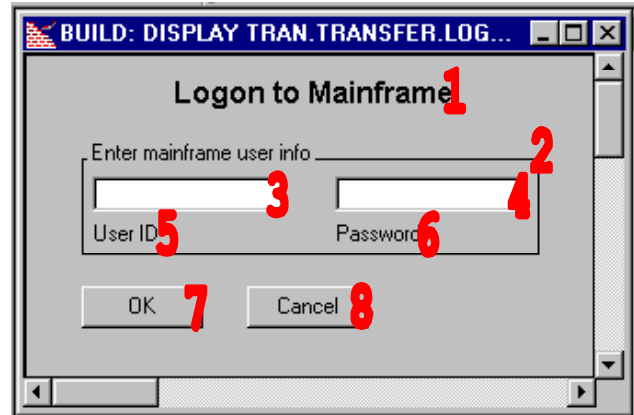 BUILD: DISPLAY TRAN.TRANSFER.LOG...
Logon to Mainframe 1
Enter mainframe user info 2
3 4
User ID 5 Password 6
OK 7 Cancel 8